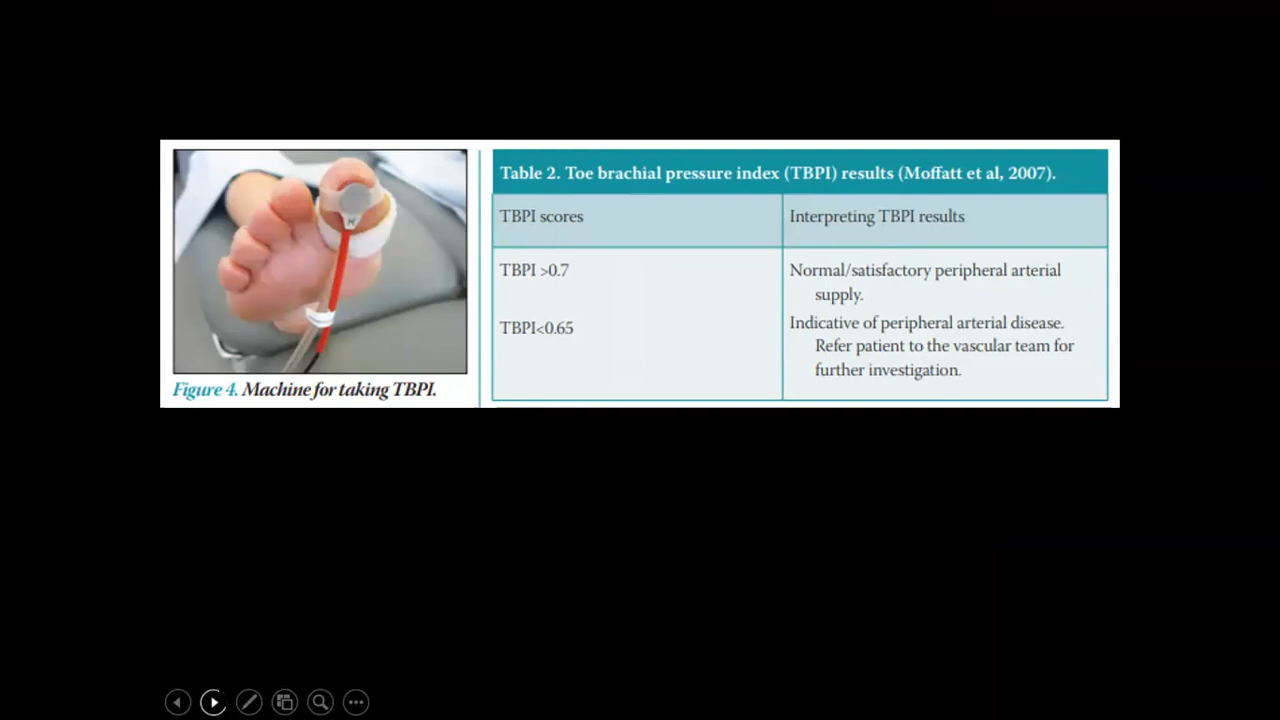 Table 2. Toe brachial pressure index (TBPI) results (Moffatt et al, 2007).
TBPI scores
Interpreting TBPI results
TBPI >0.7
Normal/satisfactory peripheral arterial
supply.
TBPI<0.65
Indicative of peripheral arterial disease.
Refer patient to the vascular team for
further investigation.
Figure 4. Machine for taking TBPI.